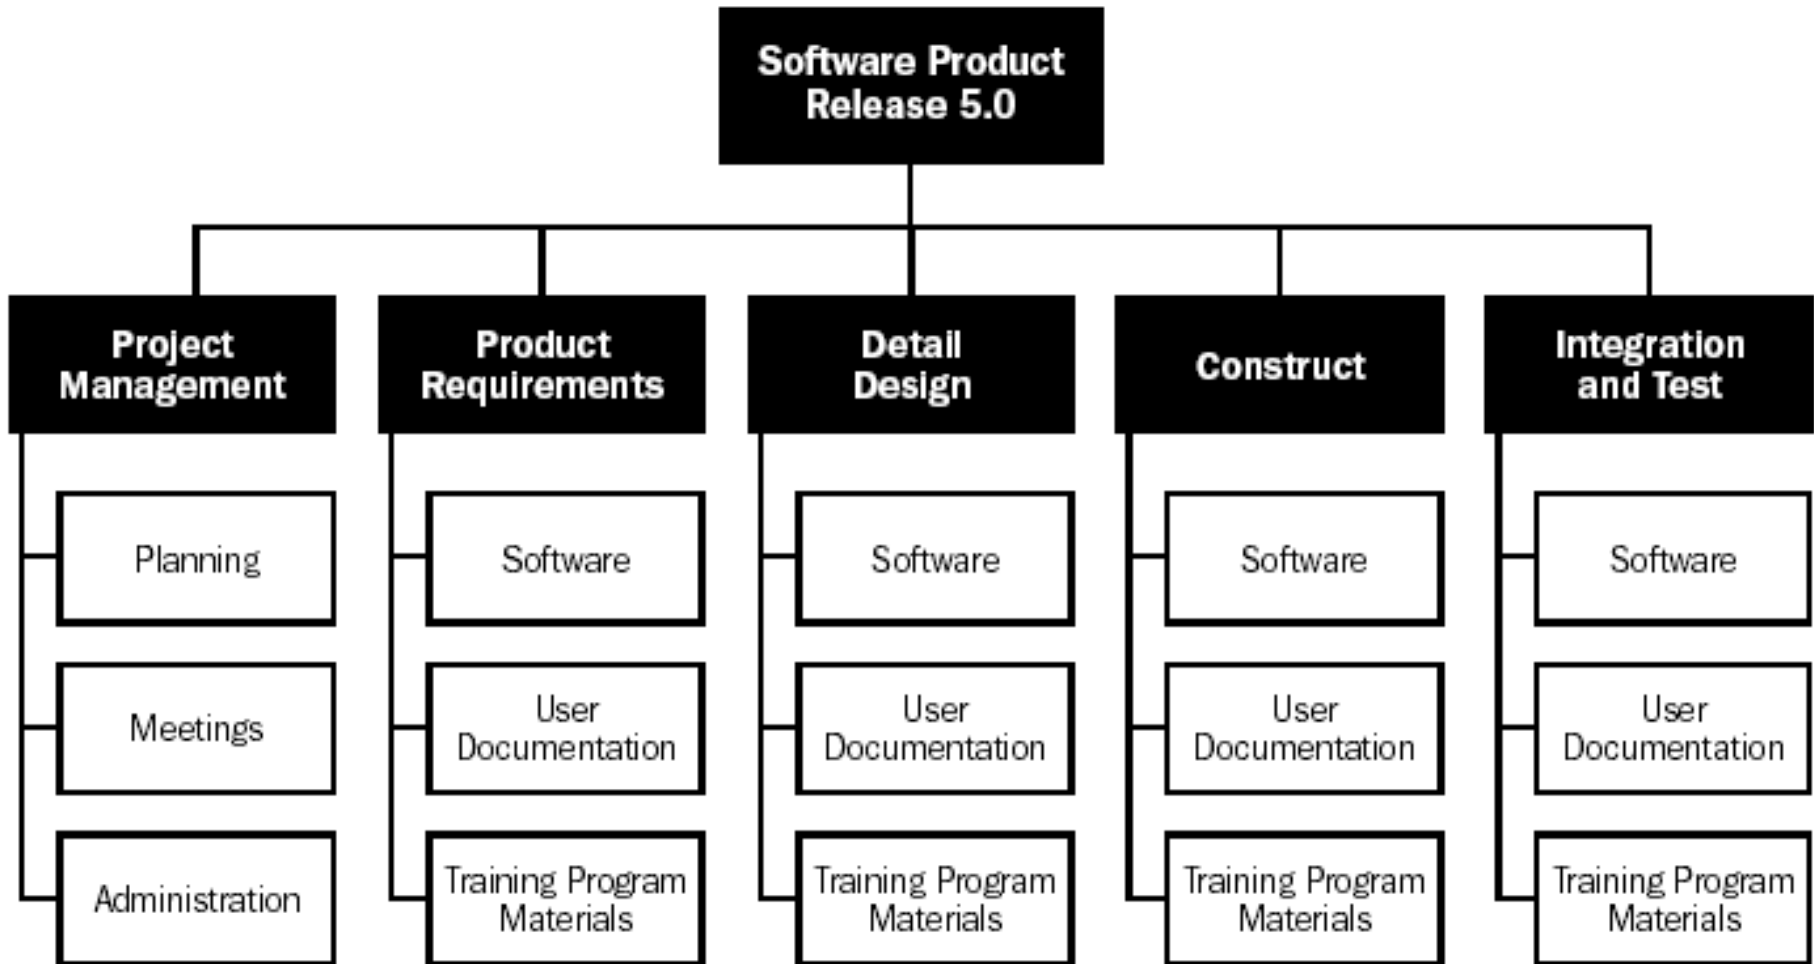 Software Product
Release 5.0
Project
Management
Product
Requirements
Detail
Design
Construct
Integration
and Test
Planning
Software
Software
Software
Software
Meetings
User
Documentation
User
Documentation
User
Documentation
User
Documentation
Administration
Training Program
Materials
Training Program
Materials
Training Program
Materials
Training Program
Materials